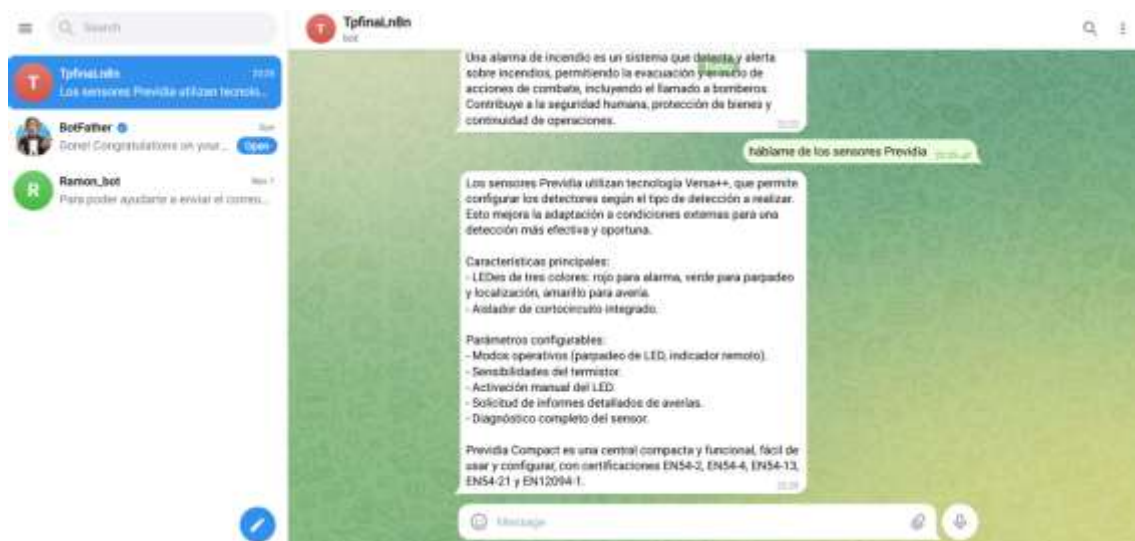 Search
T
TpfinaLn8n
Los sensores Previdia utilizan tecnolo...
BotFather
Done! Congratulations on your ...
Open
R
Ramon_bot
Nov 7
Para poder ayudarte a enviar el correo...
T
TpfinaLn8n
bot
Una alarma de incendio es un sistema que detecta y alerta
sobre incendios, permitiendo la evacuación y el inicio de
acciones de combate, incluyendo el llamado a bomberos.
Contribuye a la seguridad humana, protección de bienes y
continuidad de operaciones.
háblame de los sensores Previdia
Los sensores Previdia utilizan tecnología Versa++, que permite
configurar los detectores según el tipo de detección a realizar.
Esto mejora la adaptación a condiciones externas para una
detección más efectiva y oportuna.
Características principales:
- LEDes de tres colores: rojo para alarma, verde para parpadeo
y localización, amarillo para avería.
- Aislador de cortocircuito integrado.
Parámetros configurables:
- Modos operativos (parpadeo de LED, indicador remoto).
- Sensibilidades del termistor.
- Activación manual del LED.
- Solicitud de informes detallados de averías.
- Diagnóstico completo del sensor.
Previdia Compact es una central compacta y funcional, fácil de
usar y configurar, con certificaciones EN54-2, EN54-4, EN54-13,
EN54-21 y EN12094-1.
Message